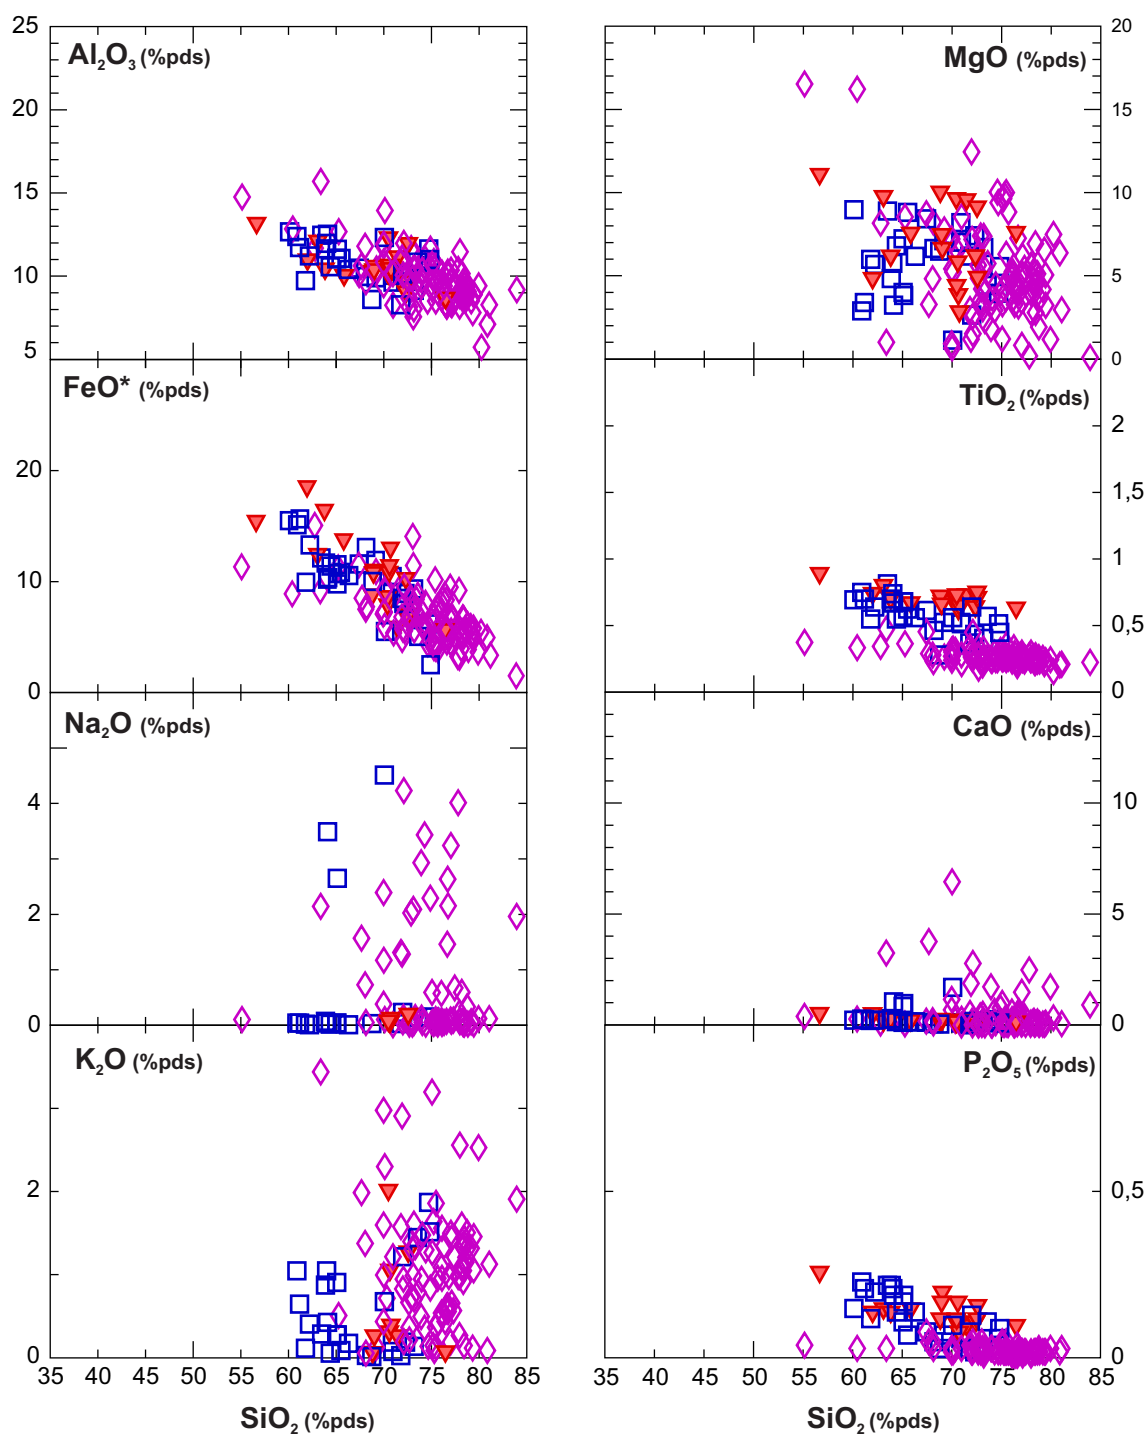 25
Al₂O₃ (%pds)
20
15
10
5
MgO (%pds)
20
15
10
5
0
FeO* (%pds)
20
10
0
TiO₂ (%pds)
2
1,5
1
0,5
0
Na₂O (%pds)
4
2
0
CaO (%pds)
10
5
0
K₂O (%pds)
2
0
35 40 45 50 55 60 65 70 75 80 85
SiO₂ (%pds)
P₂O₅ (%pds)
0,5
0
35 40 45 50 55 60 65 70 75 80 85
SiO₂ (%pds)